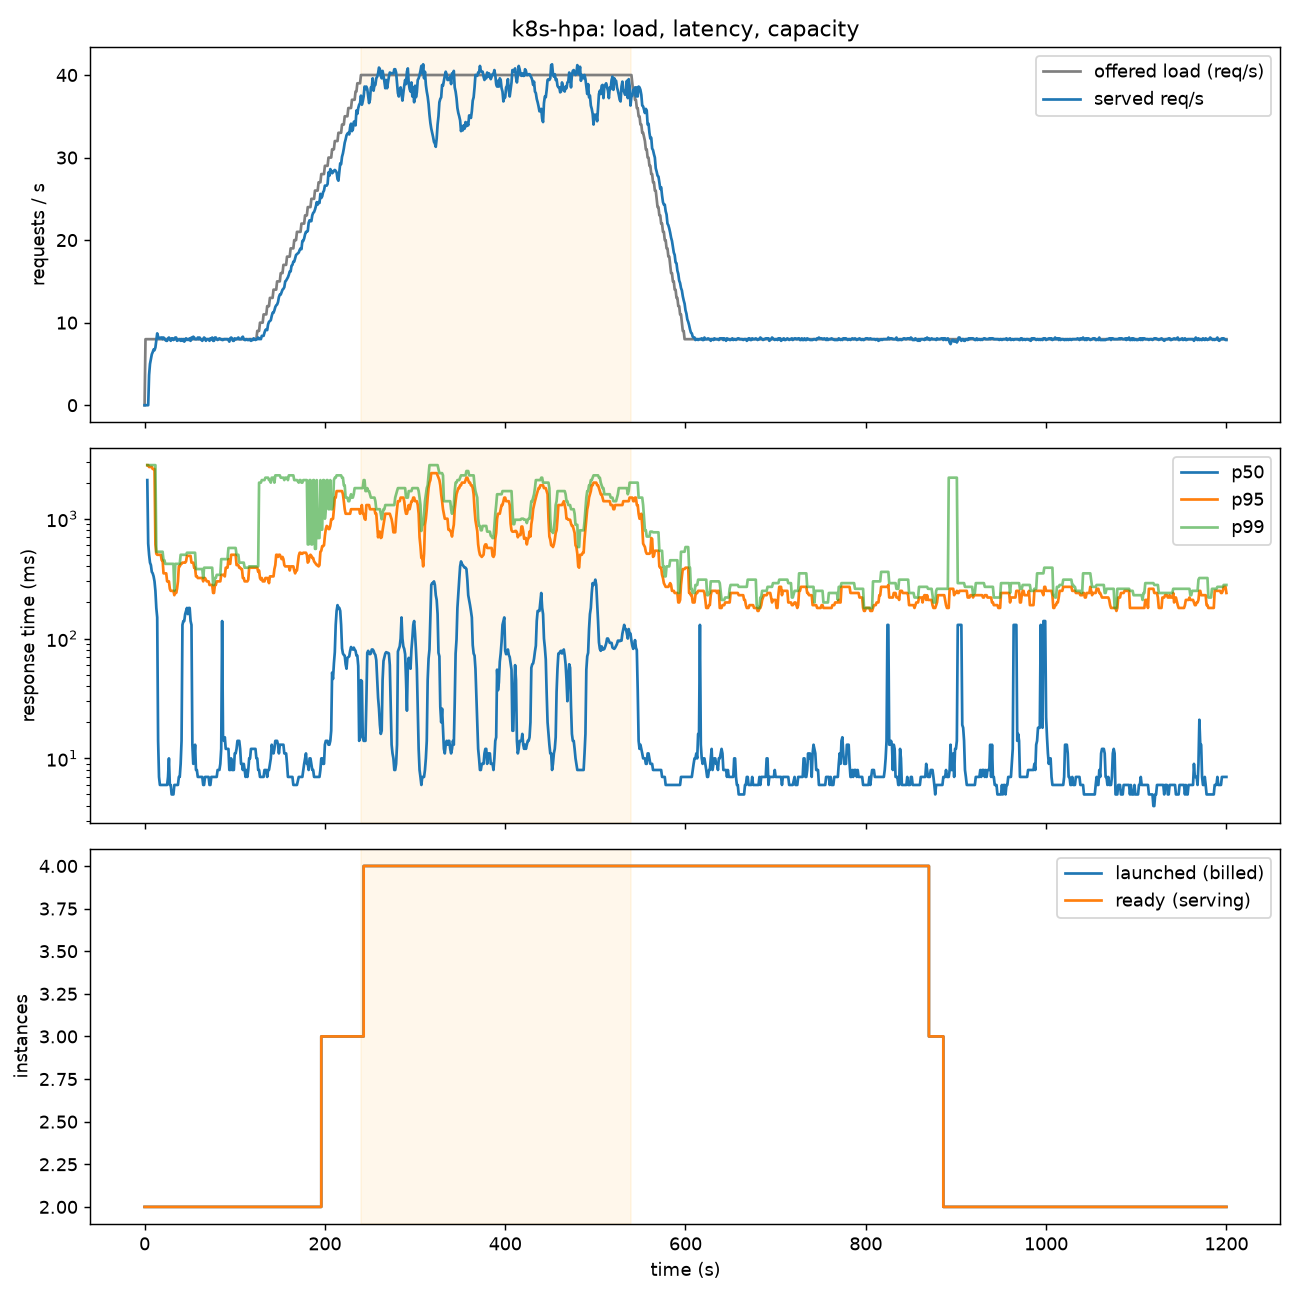 k8s-hpa: load, latency, capacity
requests / s
40
30
20
10
0
offered load (req/s)
served req/s
response time (ms)
10³
10²
10¹
p50
p95
p99
instances
4.00
3.75
3.50
3.25
3.00
2.75
2.50
2.25
2.00
launched (billed)
ready (serving)
0 200 400 600 800 1000 1200
time (s)